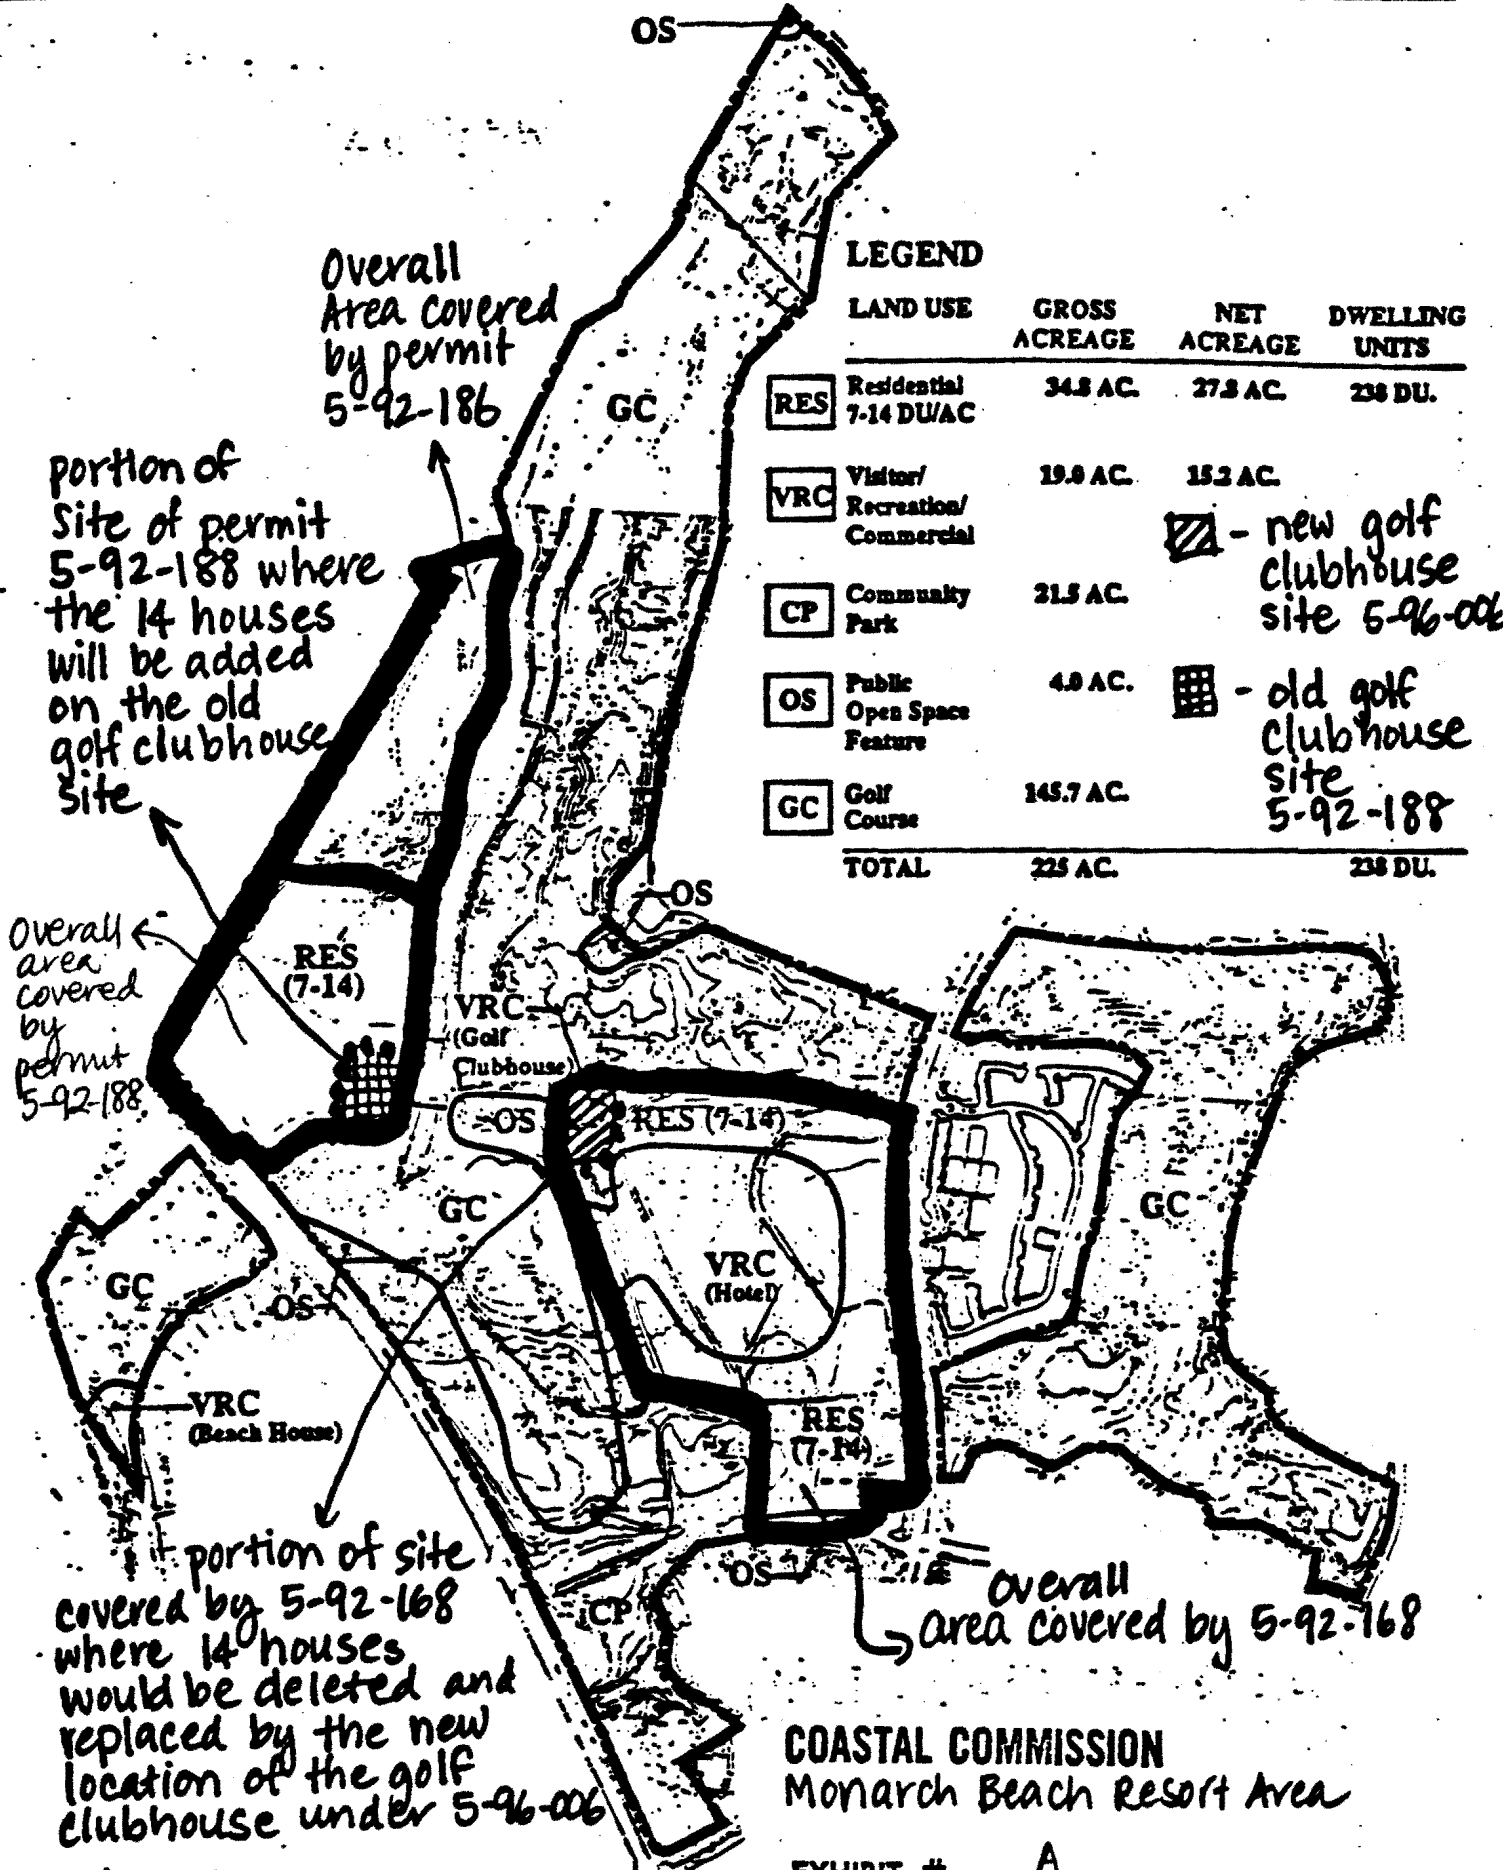 OS
Overall
Area covered
by permit
5-92-186
portion of
site of permit
5-92-188 where
the 14 houses
will be added
on the old
golf clubhouse
site
Overall
area
covered
by
permit
5-92-188
LEGEND
LAND USE GROSS ACREAGE NET ACREAGE DWELLING UNITS
RES Residential 7-14 DU/AC 34.8 AC. 27.8 AC. 238 DU.
VRC Visitor/ Recreation/ Commercial 19.0 AC. 15.2 AC.
CP Community Park 21.5 AC.
OS Public Open Space Feature 4.0 AC.
GC Golf Course 145.7 AC.
TOTAL 225 AC. 238 DU.
- new golf
clubhouse
site 5-96-006
- old golf
clubhouse
site
5-92-188
GC
OS
RES
(7-14)
VRC
(Golf
Clubhouse)
OS
RES (7-14)
GC
VRC
(Hotel)
GC
GC
OS
VRC
(Beach House)
RES
(7-14)
OS
CP
portion of site
covered by 5-92-168
where 14 houses
would be deleted and
replaced by the new
location of the golf
clubhouse under 5-96-006
overall
area covered by 5-92-168
COASTAL COMMISSION
Monarch Beach Resort Area
EXHIBIT # A